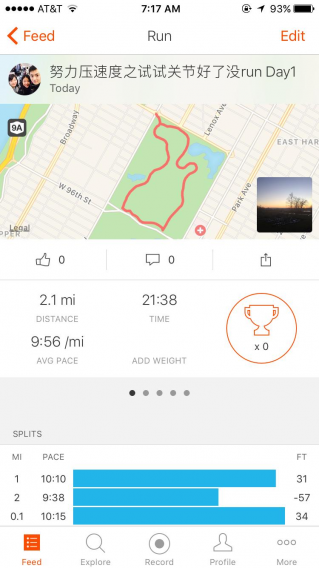 AT&T 7:17 AM 93%
Feed Run Edit
努力压速度之试试关节好了没run Day1
Today
9A
Broadway
Lenox Ave
EAST HAR
W 96th St
Park Ave
PPER
Legal
0 0
2.1 mi 21:38
DISTANCE TIME
9:56 /mi
AVG PACE ADD WEIGHT
x 0
SPLITS
MI PACE FT
1 10:10 31
2 9:38 -57
0.1 10:15 34
Feed Explore Record Profile More